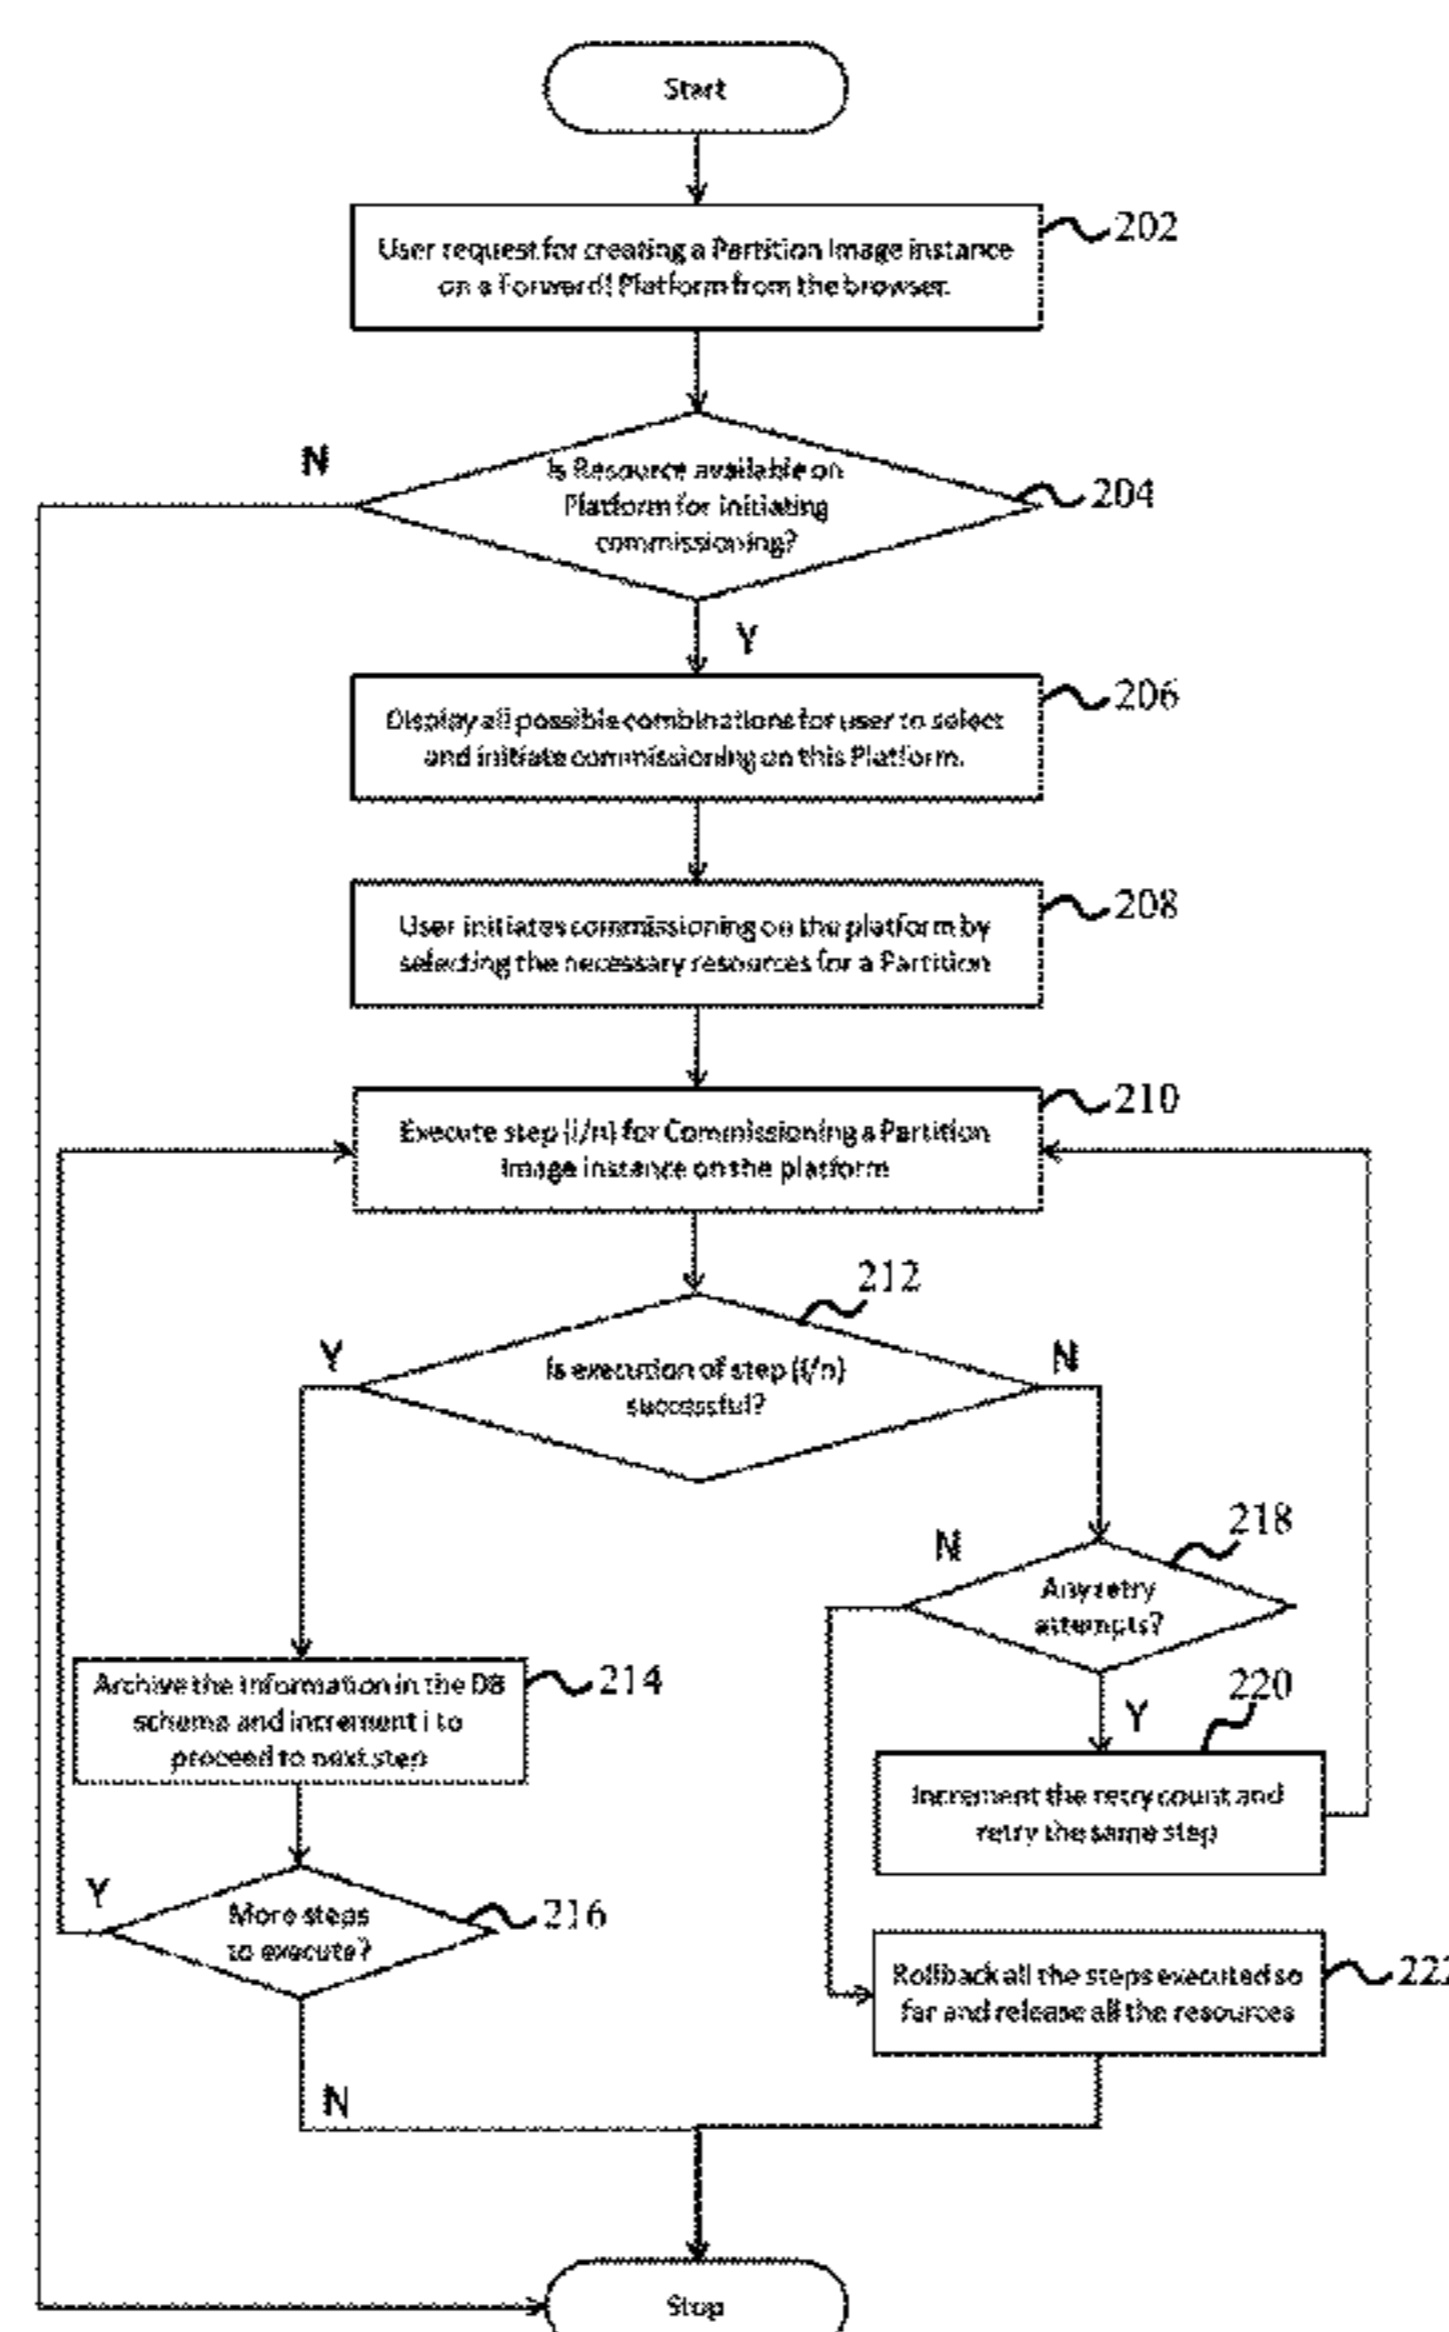 Start
User request for creating a Partition Image instance
on a Forward! Platform from the browser.
202
N
Is Resource available on
Platform for initiating
commissioning?
204
Y
Display all possible combinations for user to select
and initiate commissioning on this Platform.
206
User initiates commissioning on the platform by
selecting the necessary resources for a Partition
208
Execute step (i/n) for Commissioning a Partition
Image instance on the platform
210
212
Y
Is execution of step (i/n)
successful?
N
218
N
Any retry
attempts?
Archive the information in the DB
schema and increment i to
proceed to next step
214
220
Y
Increment the retry count and
retry the same step
Y
More steps
to execute?
216
Rollback all the steps executed so
far and release all the resources
222
N
Stop